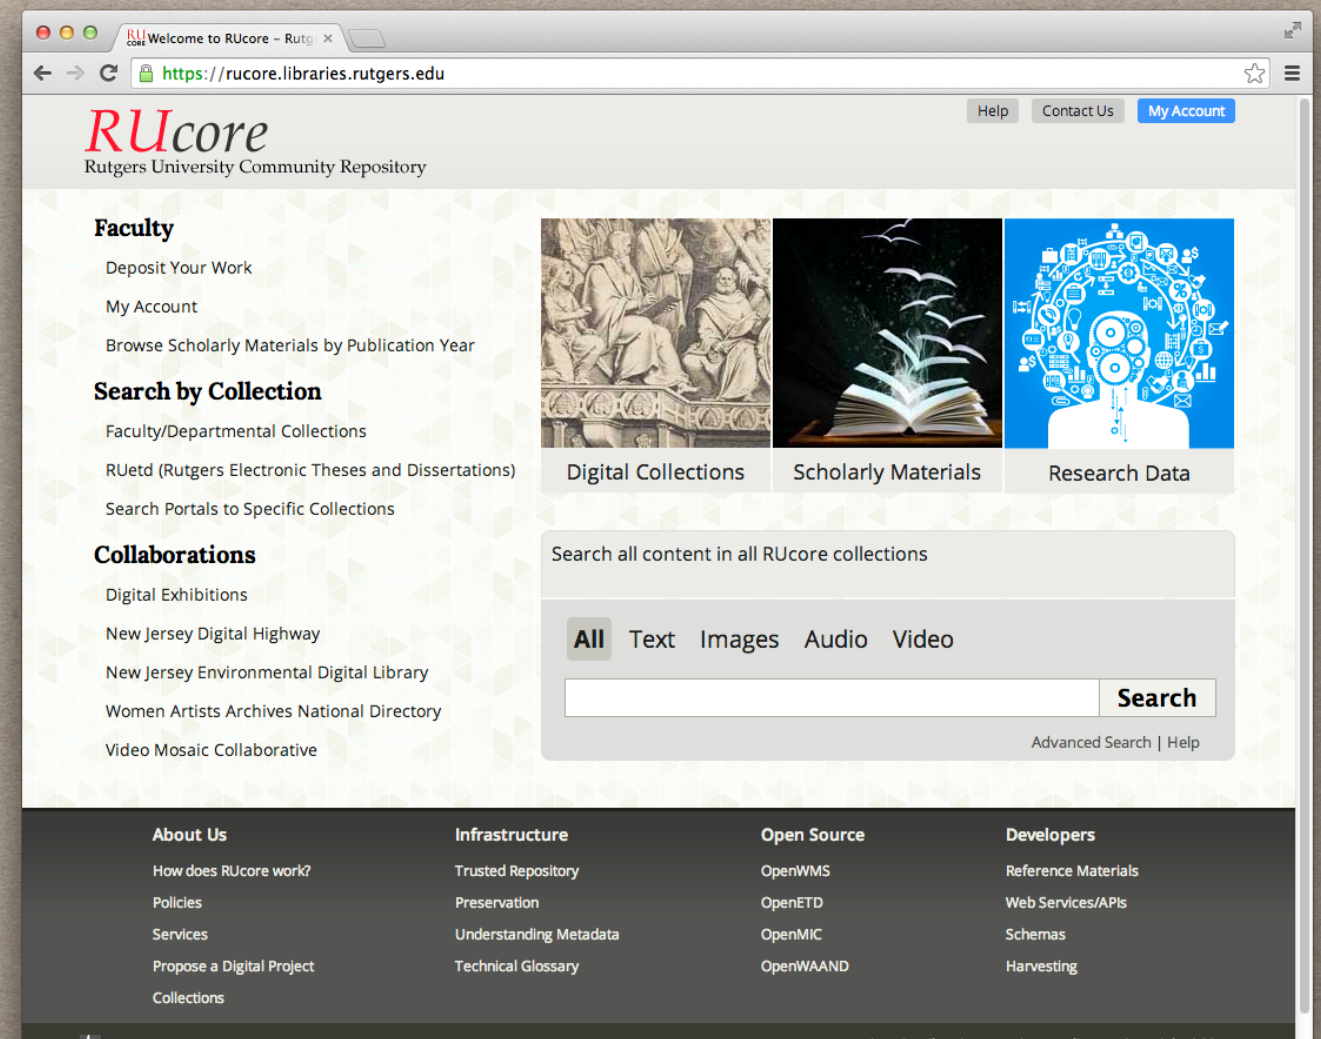 RU CORE Welcome to RUcore – Rutg
https://rucore.libraries.rutgers.edu
Help Contact Us My Account
RUcore
Rutgers University Community Repository
Faculty
Deposit Your Work
My Account
Browse Scholarly Materials by Publication Year
Search by Collection
Faculty/Departmental Collections
RUetd (Rutgers Electronic Theses and Dissertations)
Search Portals to Specific Collections
Collaborations
Digital Exhibitions
New Jersey Digital Highway
New Jersey Environmental Digital Library
Women Artists Archives National Directory
Video Mosaic Collaborative
Digital Collections Scholarly Materials Research Data
Search all content in all RUcore collections
All Text Images Audio Video
Search
Advanced Search | Help
About Us
How does RUcore work?
Policies
Services
Propose a Digital Project
Collections
Infrastructure
Trusted Repository
Preservation
Understanding Metadata
Technical Glossary
Open Source
OpenWMS
OpenETD
OpenMIC
OpenWAAND
Developers
Reference Materials
Web Services/APIs
Schemas
Harvesting